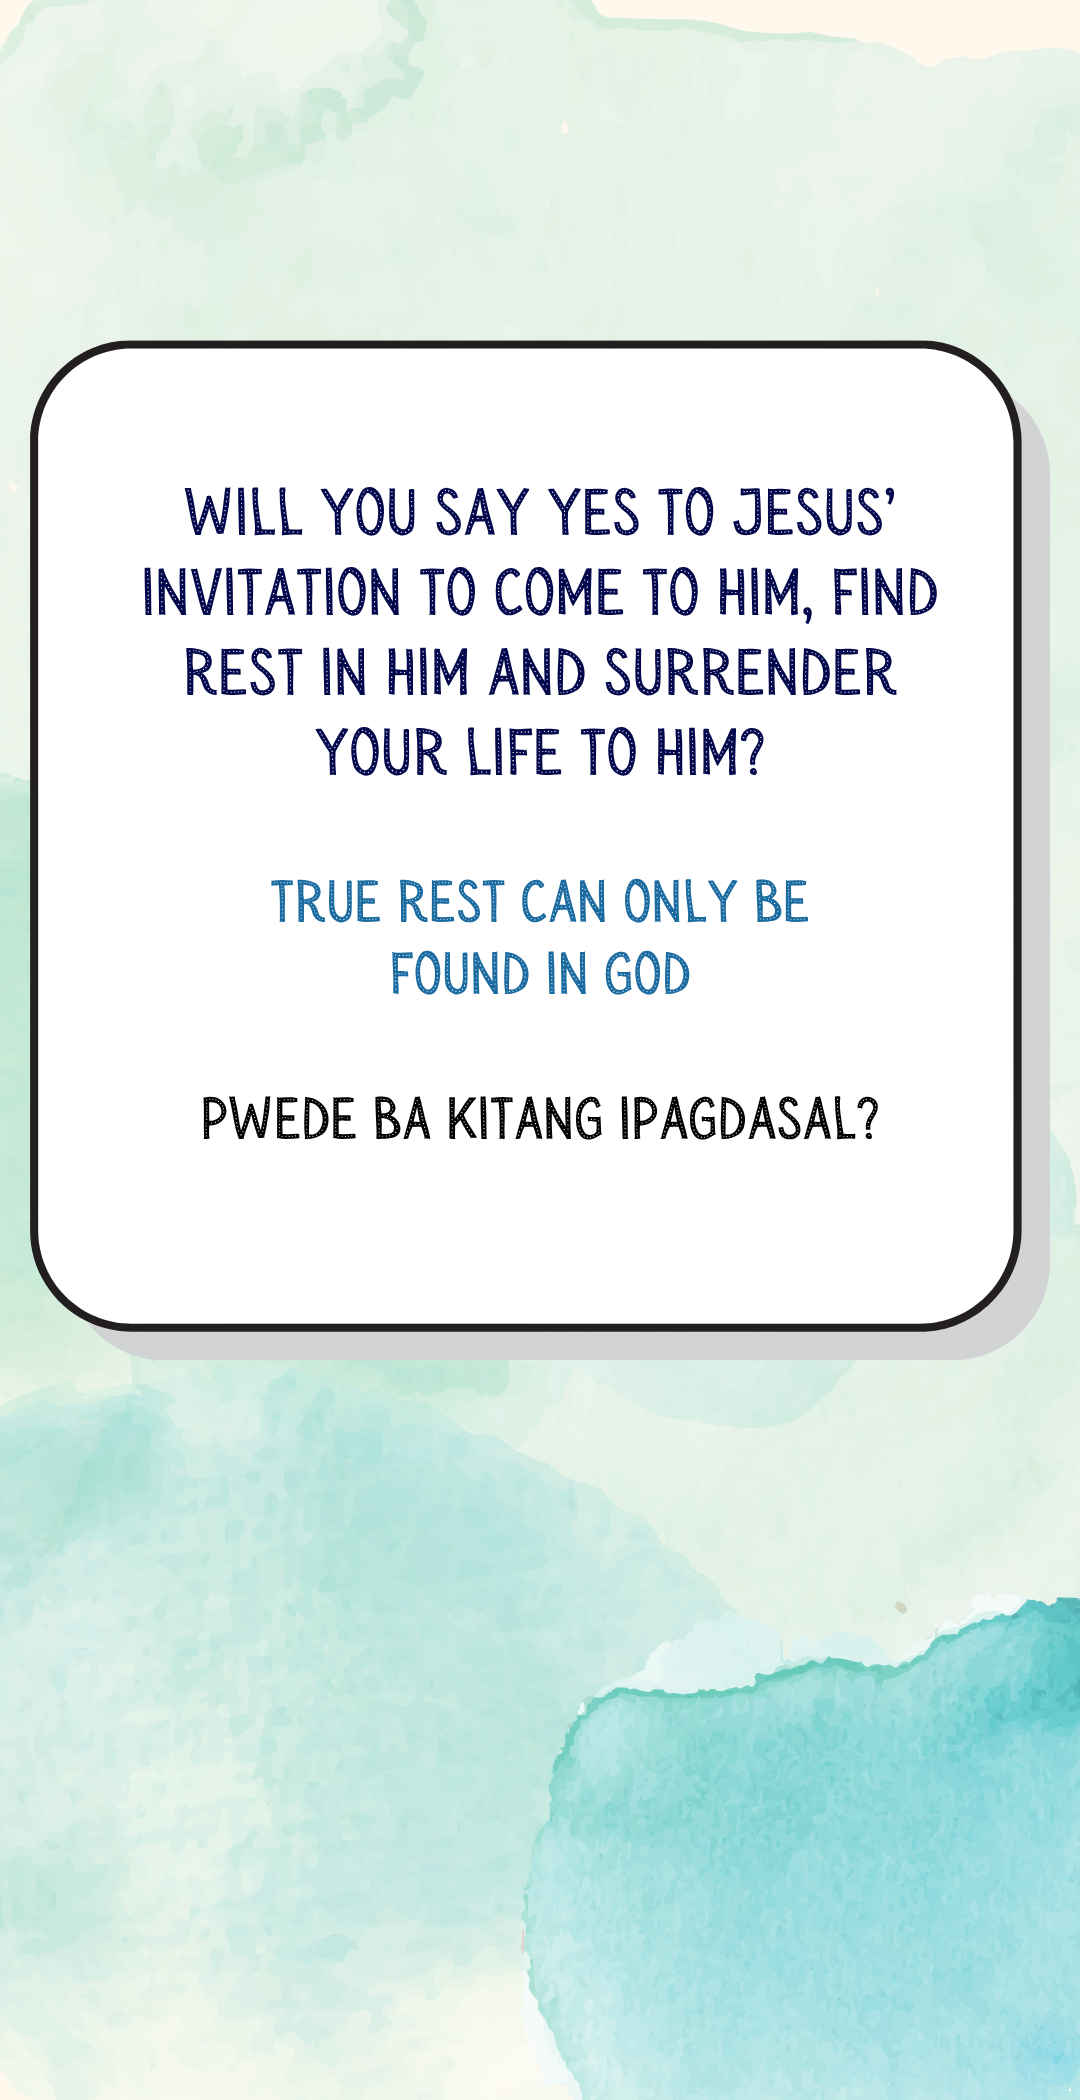 WILL YOU SAY YES TO JESUS'
INVITATION TO COME TO HIM, FIND
REST IN HIM AND SURRENDER
YOUR LIFE TO HIM?
TRUE REST CAN ONLY BE
FOUND IN GOD
PWEDE BA KITANG IPAGDASAL?